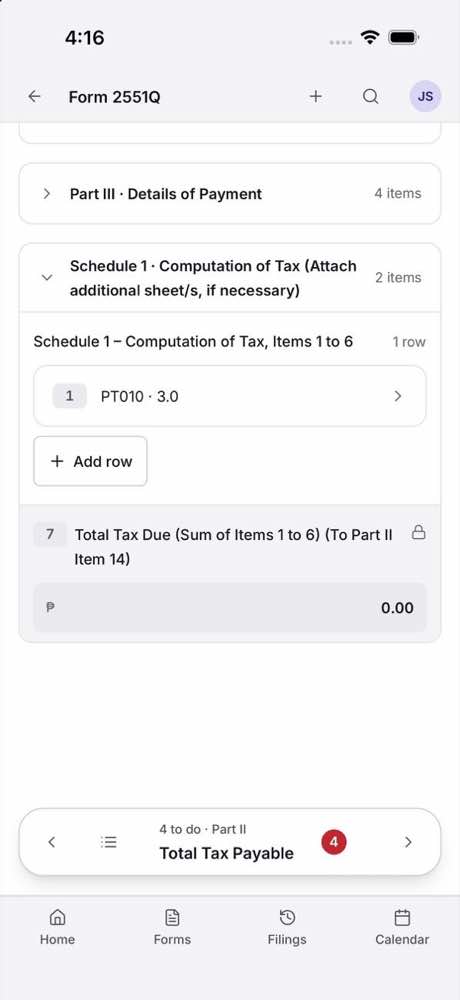 4:16
Form 2551Q
JS
Part III · Details of Payment
4 items
Schedule 1 · Computation of Tax (Attach
additional sheet/s, if necessary)
2 items
Schedule 1 – Computation of Tax, Items 1 to 6
1 row
1
PT010 · 3.0
Add row
7
Total Tax Due (Sum of Items 1 to 6) (To Part II
Item 14)
₱
0.00
4 to do · Part II
Total Tax Payable
4
Home
Forms
Filings
Calendar